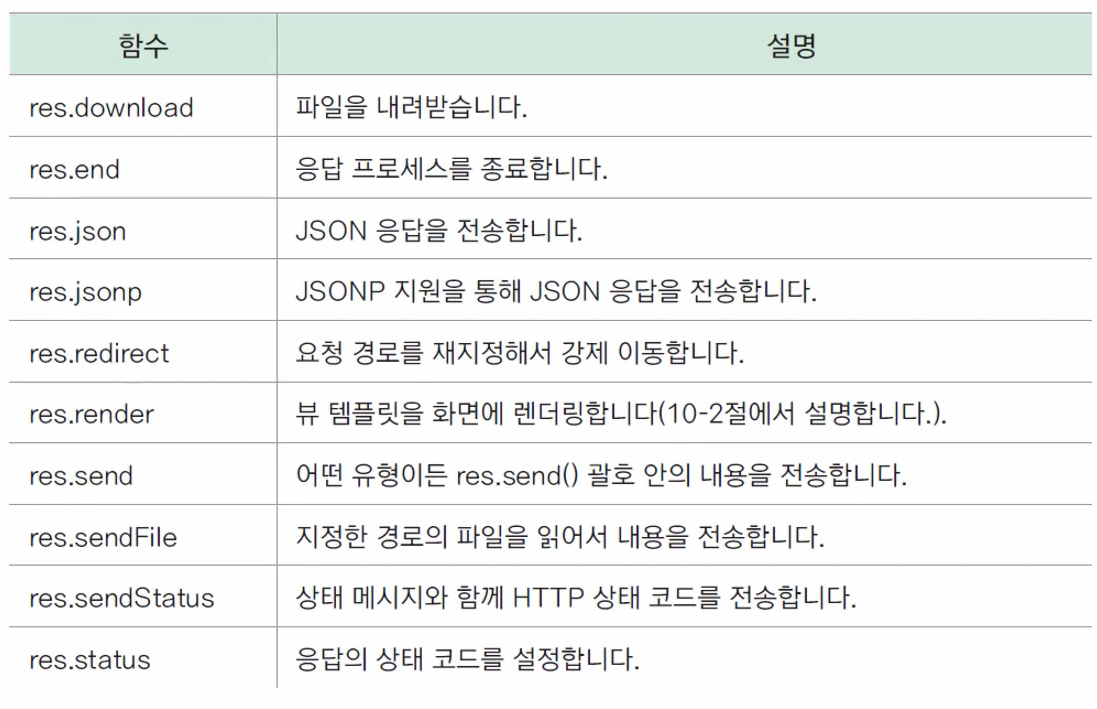 함수 설명
res.download 파일을 내려받습니다.
res.end 응답 프로세스를 종료합니다.
res.json JSON 응답을 전송합니다.
res.jsonp JSONP 지원을 통해 JSON 응답을 전송합니다.
res.redirect 요청 경로를 재지정해서 강제 이동합니다.
res.render 뷰 템플릿을 화면에 렌더링합니다(10-2절에서 설명합니다.).
res.send 어떤 유형이든 res.send() 괄호 안의 내용을 전송합니다.
res.sendFile 지정한 경로의 파일을 읽어서 내용을 전송합니다.
res.sendStatus 상태 메시지와 함께 HTTP 상태 코드를 전송합니다.
res.status 응답의 상태 코드를 설정합니다.